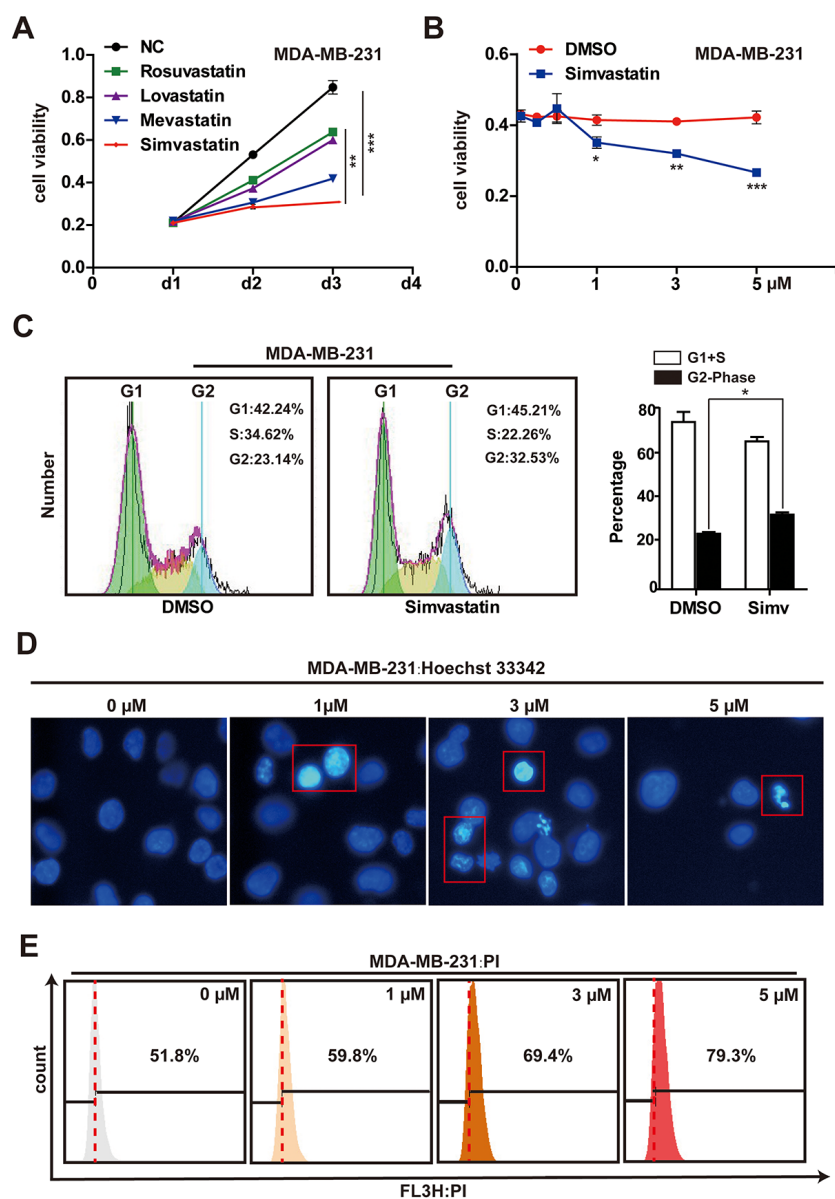 A
NC
MDA-MB-231
Rosuvastatin
Lovastatin
Mevastatin
Simvastatin
cell viability
1.0
0.8
0.6
0.4
0.2
0.0
0 d1 d2 d3 d4
**
***
B
DMSO
MDA-MB-231
Simvastatin
cell viability
0.6
0.4
0.2
0.0
* ** ***
0 1 3 5 µM
C
MDA-MB-231
G1 G2
G1:42.24%
S:34.62%
G2:23.14%
Number
DMSO
G1 G2
G1:45.21%
S:22.26%
G2:32.53%
Simvastatin
G1+S
G2-Phase
*
Percentage
80
60
40
20
0
DMSO Simv
D
MDA-MB-231:Hoechst 33342
0 µM 1µM 3 µM 5 µM
E
MDA-MB-231:PI
0 µM 1 µM 3 µM 5 µM
51.8% 59.8% 69.4% 79.3%
count
FL3H:PI